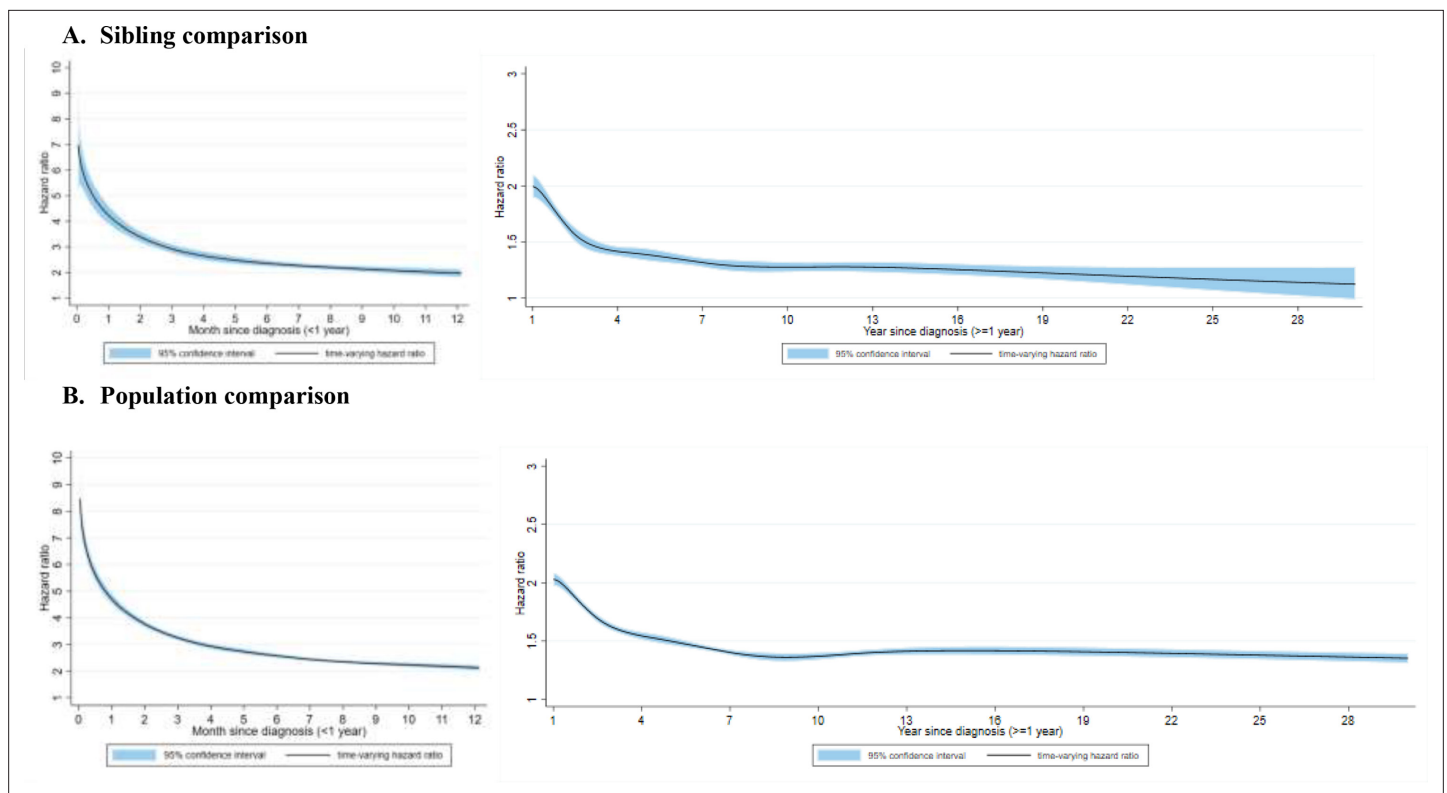 A. Sibling comparison
Hazard ratio
10
9
8
7
6
5
4
3
2
1
0 1 2 3 4 5 6 7 8 9 10 11 12
Month since diagnosis (<1 year)
95% confidence interval time-varying hazard ratio
Hazard ratio
3
2.5
2
1.5
1
1 4 7 10 13 16 19 22 25 28
Year since diagnosis (>=1 year)
95% confidence interval time-varying hazard ratio
B. Population comparison
Hazard ratio
10
9
8
7
6
5
4
3
2
1
0 1 2 3 4 5 6 7 8 9 10 11 12
Month since diagnosis (<1 year)
95% confidence interval time-varying hazard ratio
Hazard ratio
3
2.5
2
1.5
1
1 4 7 10 13 16 19 22 25 28
Year since diagnosis (>=1 year)
95% confidence interval time-varying hazard ratio